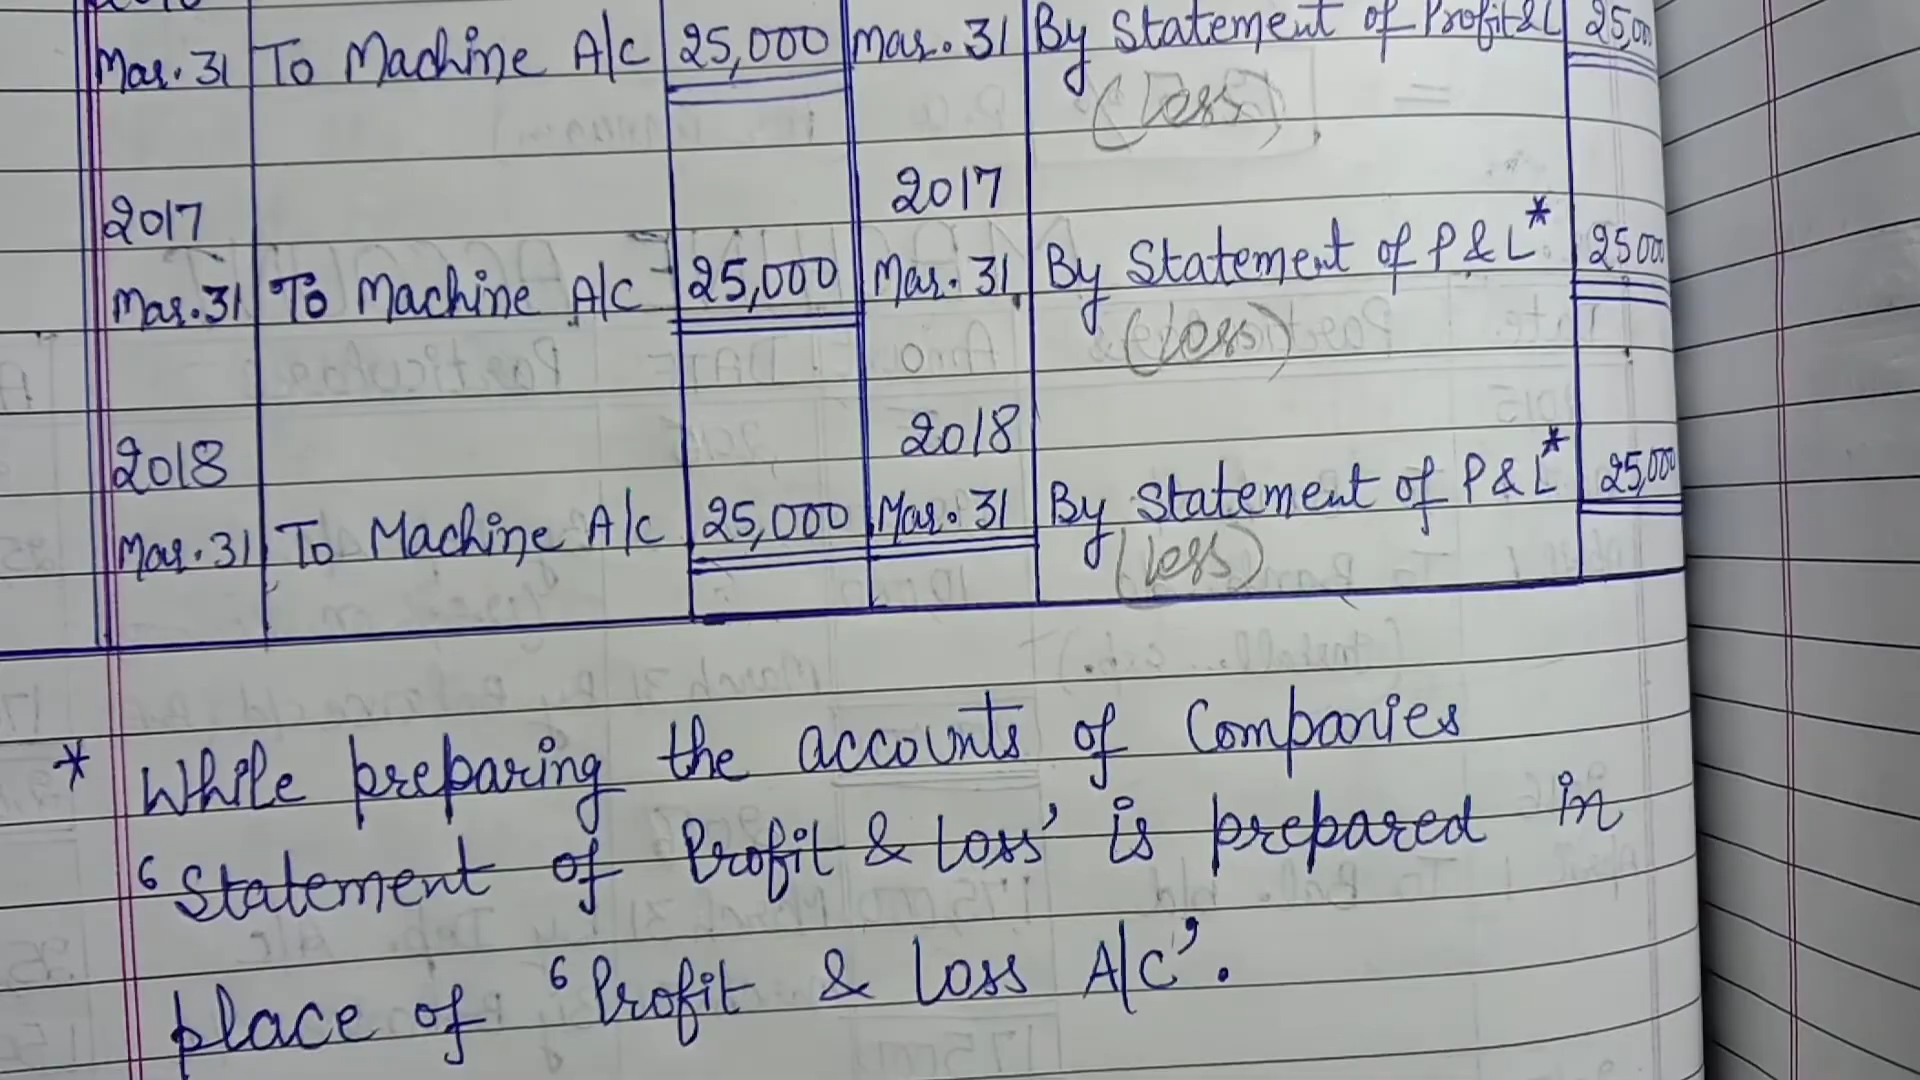 Mar. 31 To Machine A/c 25,000 Mar. 31 By Statement of Profit & L 25,000
(Loss)
2017 2017
Mar. 31 To Machine A/c 25,000 Mar. 31 By Statement of P & L* 25000
(Loss)
2018 2018
Mar. 31 To Machine A/c 25,000 Mar. 31 By Statement of P & L* 25,000
(Loss)
* While preparing the accounts of Companies
‘Statement of Profit & Loss’ is prepared in
place of ‘Profit & Loss A/C’.